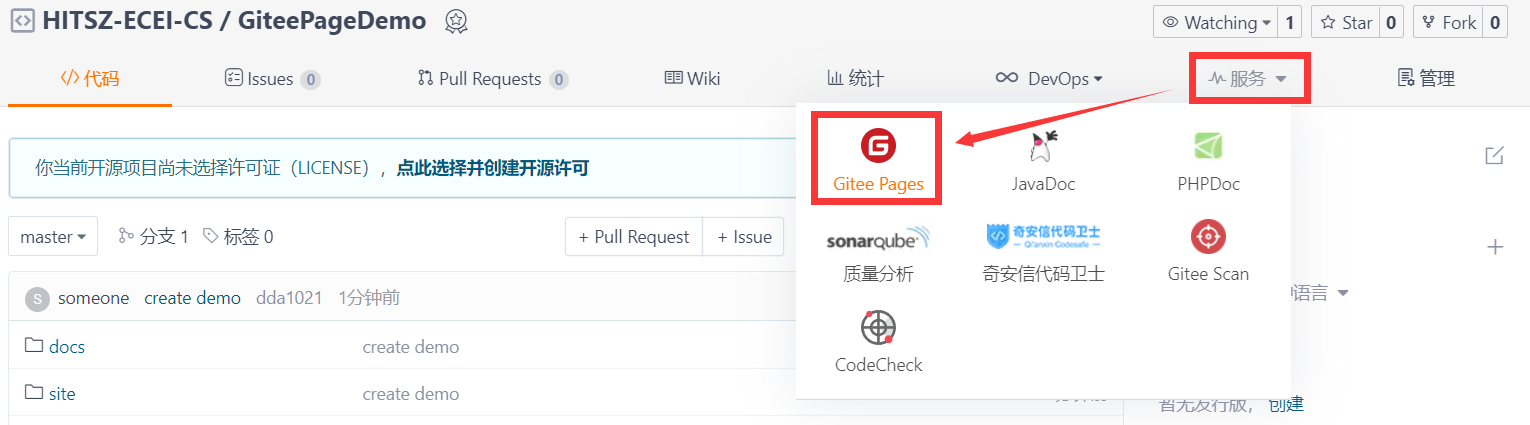 HITSZ-ECEI-CS / GiteePageDemo
Watching 1 Star 0 Fork 0
代码 Issues 0 Pull Requests 0 Wiki 统计 DevOps 服务 管理
你当前开源项目尚未选择许可证（LICENSE），点此选择并创建开源许可
Gitee Pages JavaDoc PHPDoc
master 分支 1 标签 0 + Pull Request + Issue
sonarqube 奇安信代码卫士
Qi'anxin Codesafe
质量分析 奇安信代码卫士 Gitee Scan
S someone create demo dda1021 1分钟前
语言
docs create demo
CodeCheck
site create demo
暂无发行版，创建